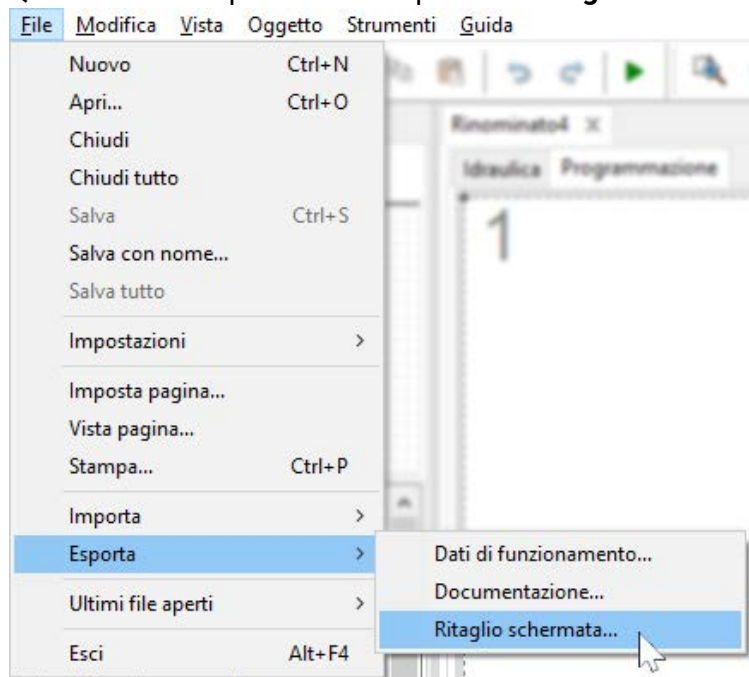 File Modifica Vista Oggetto Strumenti Guida
Nuovo Ctrl+N
Apri... Ctrl+O
Chiudi
Chiudi tutto
Salva Ctrl+S
Salva con nome...
Salva tutto
Impostazioni >
Imposta pagina...
Vista pagina...
Stampa... Ctrl+P
Importa >
Esporta >
Ultimi file aperti >
Esci Alt+F4
Dati di funzionamento...
Documentazione...
Ritaglio schermata...
Rinominato4 X
Idraulica Programmazione
1